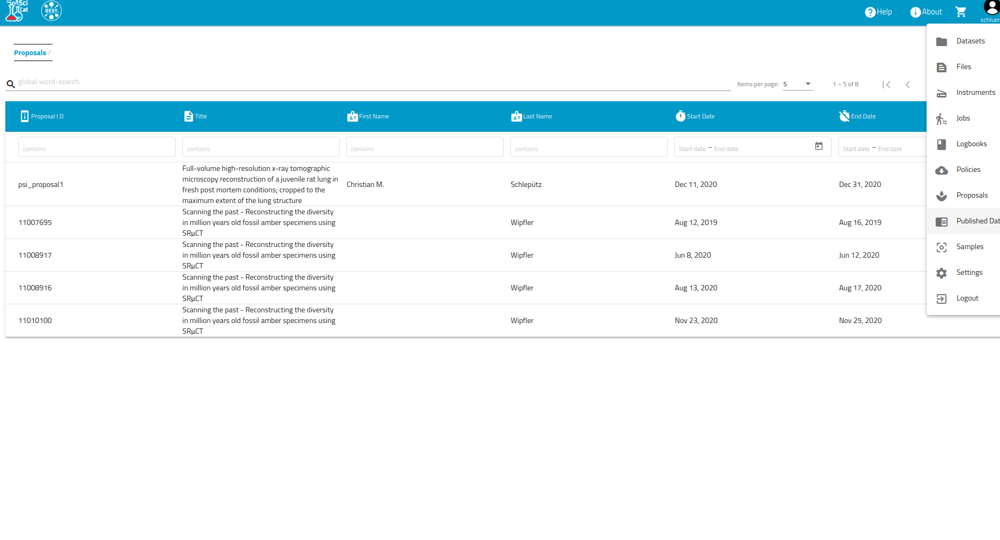 Sci
Cat
DESY.
Help
About
schluer
Proposals /
global word-search
Items per page: 5
1 – 5 of 8
Proposal I D
Title
First Name
Last Name
Start Date
End Date
contains
contains
contains
contains
Start date – End date
Start date – End date
psi_proposal1
Full-volume high-resolution x-ray tomographic
microscopy reconstruction of a juvenile rat lung in
fresh post mortem conditions; cropped to the
maximum extent of the lung structure
Christian M.
Schlepütz
Dec 11, 2020
Dec 31, 2020
11007695
Scanning the past - Reconstructing the diversity
in million years old fossil amber specimens using
SRµCT
Wipfler
Aug 12, 2019
Aug 16, 2019
11008917
Scanning the past - Reconstructing the diversity
in million years old fossil amber specimens using
SRµCT
Wipfler
Jun 8, 2020
Jun 12, 2020
11008916
Scanning the past - Reconstructing the diversity
in million years old fossil amber specimens using
SRµCT
Wipfler
Aug 13, 2020
Aug 17, 2020
11010100
Scanning the past - Reconstructing the diversity
in million years old fossil amber specimens using
SRµCT
Wipfler
Nov 23, 2020
Nov 25, 2020
Datasets
Files
Instruments
Jobs
Logbooks
Policies
Proposals
Published Dat
Samples
Settings
Logout